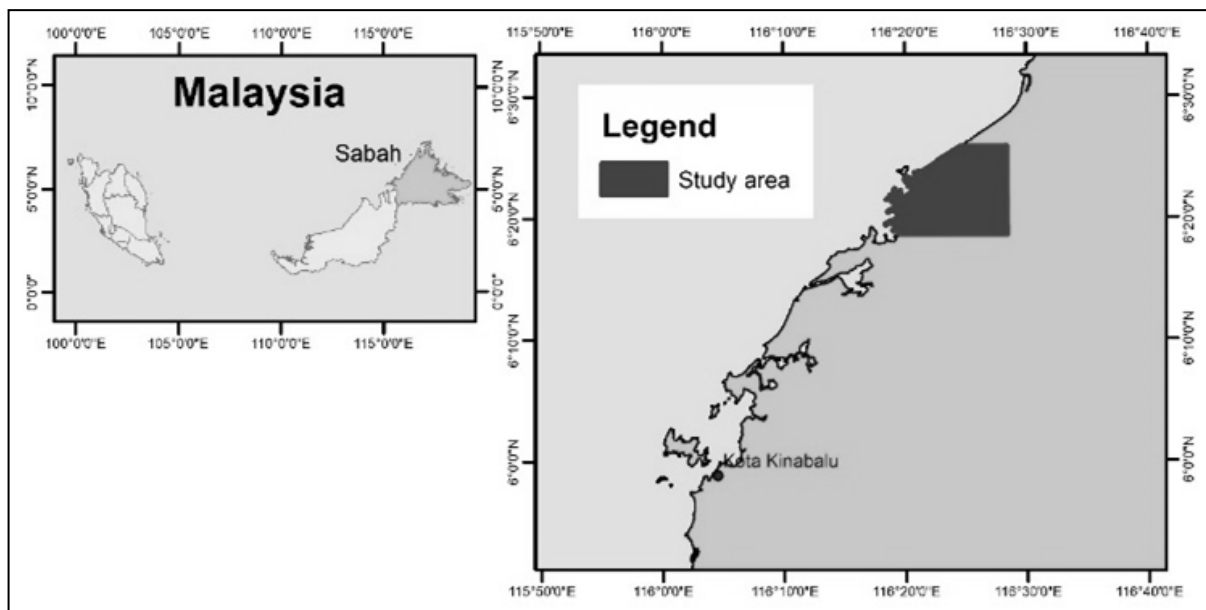 100°0'0"E 105°0'0"E 110°0'0"E 115°0'0"E
10°0'0"N
5°0'0"N
0°0'0"
Malaysia
Sabah
10°0'0"N
5°0'0"N
0°0'0"
100°0'0"E 105°0'0"E 110°0'0"E 115°0'0"E
115°50'0"E 116°0'0"E 116°10'0"E 116°20'0"E 116°30'0"E 116°40'0"E
6°30'0"N
6°20'0"N
6°10'0"N
6°0'0"N
Legend
Study area
Kota Kinabalu
6°30'0"N
6°20'0"N
6°10'0"N
6°0'0"N
115°50'0"E 116°0'0"E 116°10'0"E 116°20'0"E 116°30'0"E 116°40'0"E